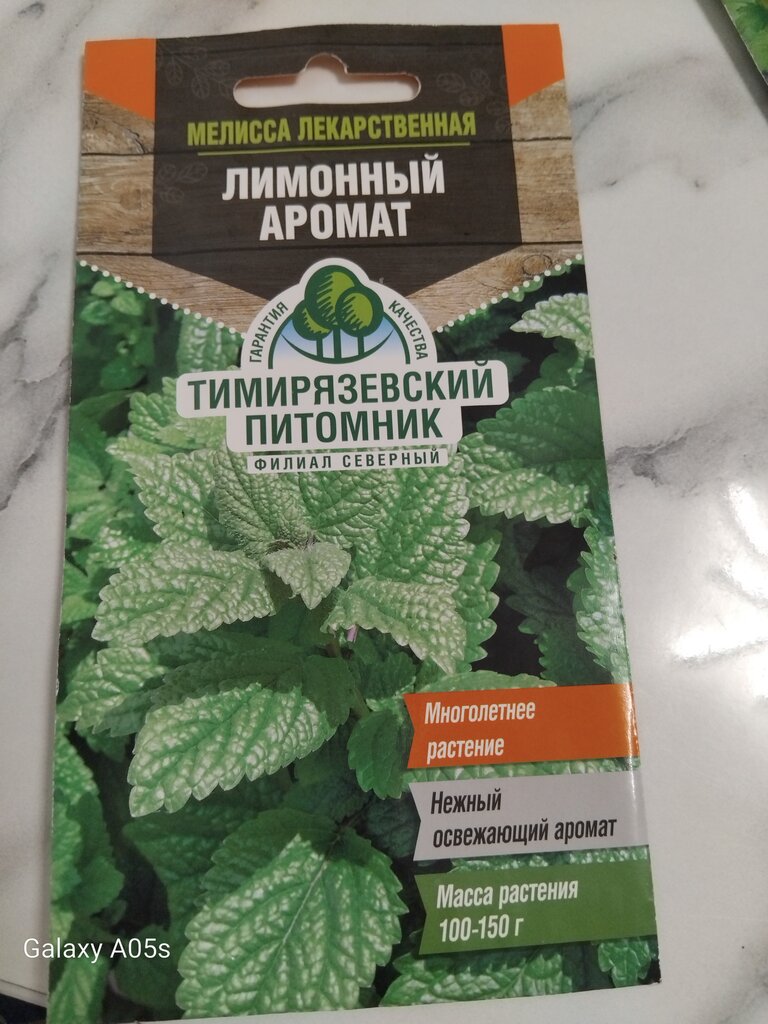 МЕЛИССА ЛЕКАРСТВЕННАЯ
ЛИМОННЫЙ
АРОМАТ
ГАРАНТИЯ КАЧЕСТВА
ТИМИРЯЗЕВСКИЙ
ПИТОМНИК
ФИЛИАЛ СЕВЕРНЫЙ
Многолетнее
растение
Нежный
освежающий аромат
Масса растения
100-150 г
Galaxy A05s